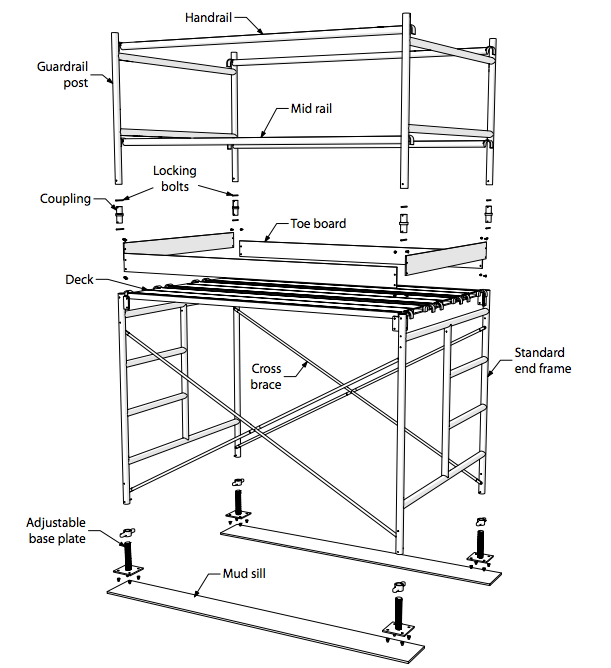 Handrail
Guardrail
post
Mid rail
Locking
bolts
Coupling
Toe board
Deck
Cross
brace
Standard
end frame
Adjustable
base plate
Mud sill